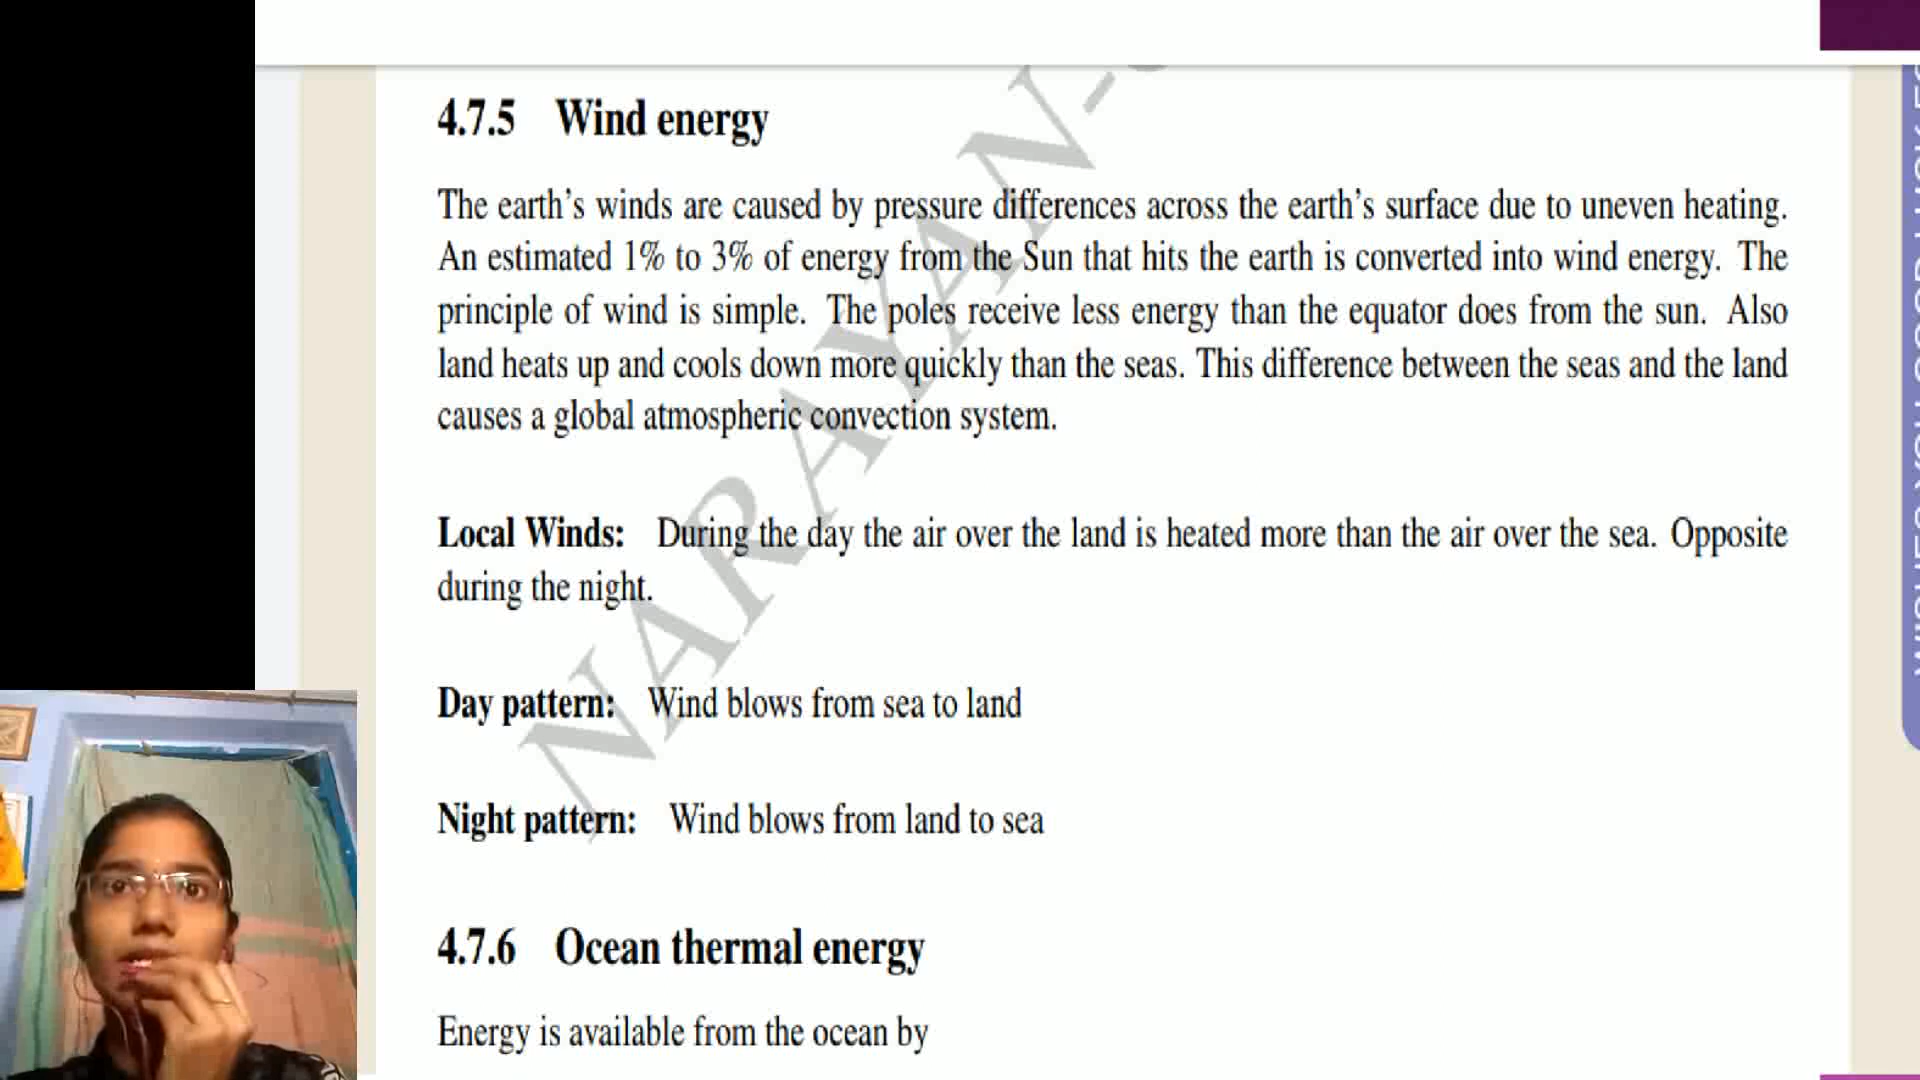 4.7.5 Wind energy
The earth's winds are caused by pressure differences across the earth's surface due to uneven heating.
An estimated 1% to 3% of energy from the Sun that hits the earth is converted into wind energy. The
principle of wind is simple. The poles receive less energy than the equator does from the sun. Also
land heats up and cools down more quickly than the seas. This difference between the seas and the land
causes a global atmospheric convection system.
Local Winds: During the day the air over the land is heated more than the air over the sea. Opposite
during the night.
Day pattern: Wind blows from sea to land
Night pattern: Wind blows from land to sea
4.7.6 Ocean thermal energy
Energy is available from the ocean by
NARAYAN-